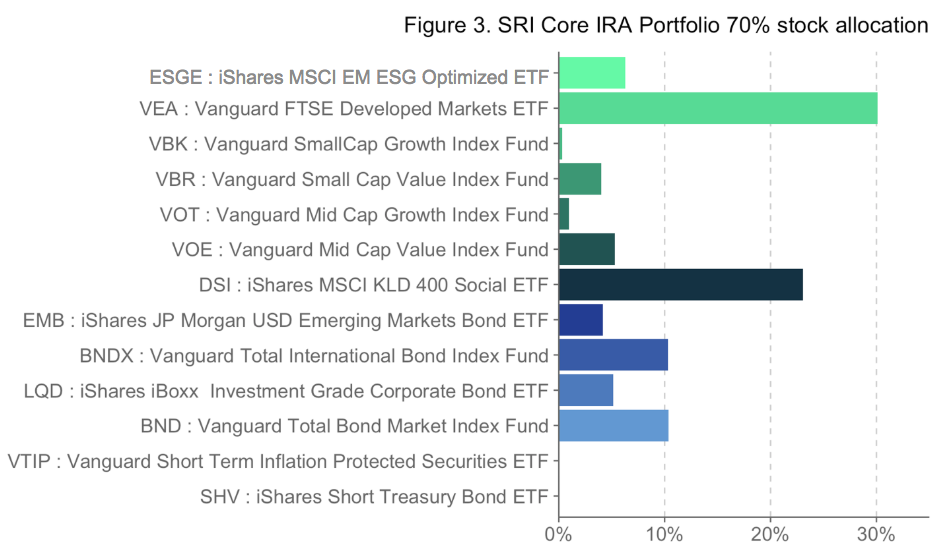 Figure 3. SRI Core IRA Portfolio 70% stock allocation
ESGE : iShares MSCI EM ESG Optimized ETF
VEA : Vanguard FTSE Developed Markets ETF
VBK : Vanguard SmallCap Growth Index Fund
VBR : Vanguard Small Cap Value Index Fund
VOT : Vanguard Mid Cap Growth Index Fund
VOE : Vanguard Mid Cap Value Index Fund
DSI : iShares MSCI KLD 400 Social ETF
EMB : iShares JP Morgan USD Emerging Markets Bond ETF
BNDX : Vanguard Total International Bond Index Fund
LQD : iShares iBoxx  Investment Grade Corporate Bond ETF
BND : Vanguard Total Bond Market Index Fund
VTIP : Vanguard Short Term Inflation Protected Securities ETF
SHV : iShares Short Treasury Bond ETF
0% 10% 20% 30%